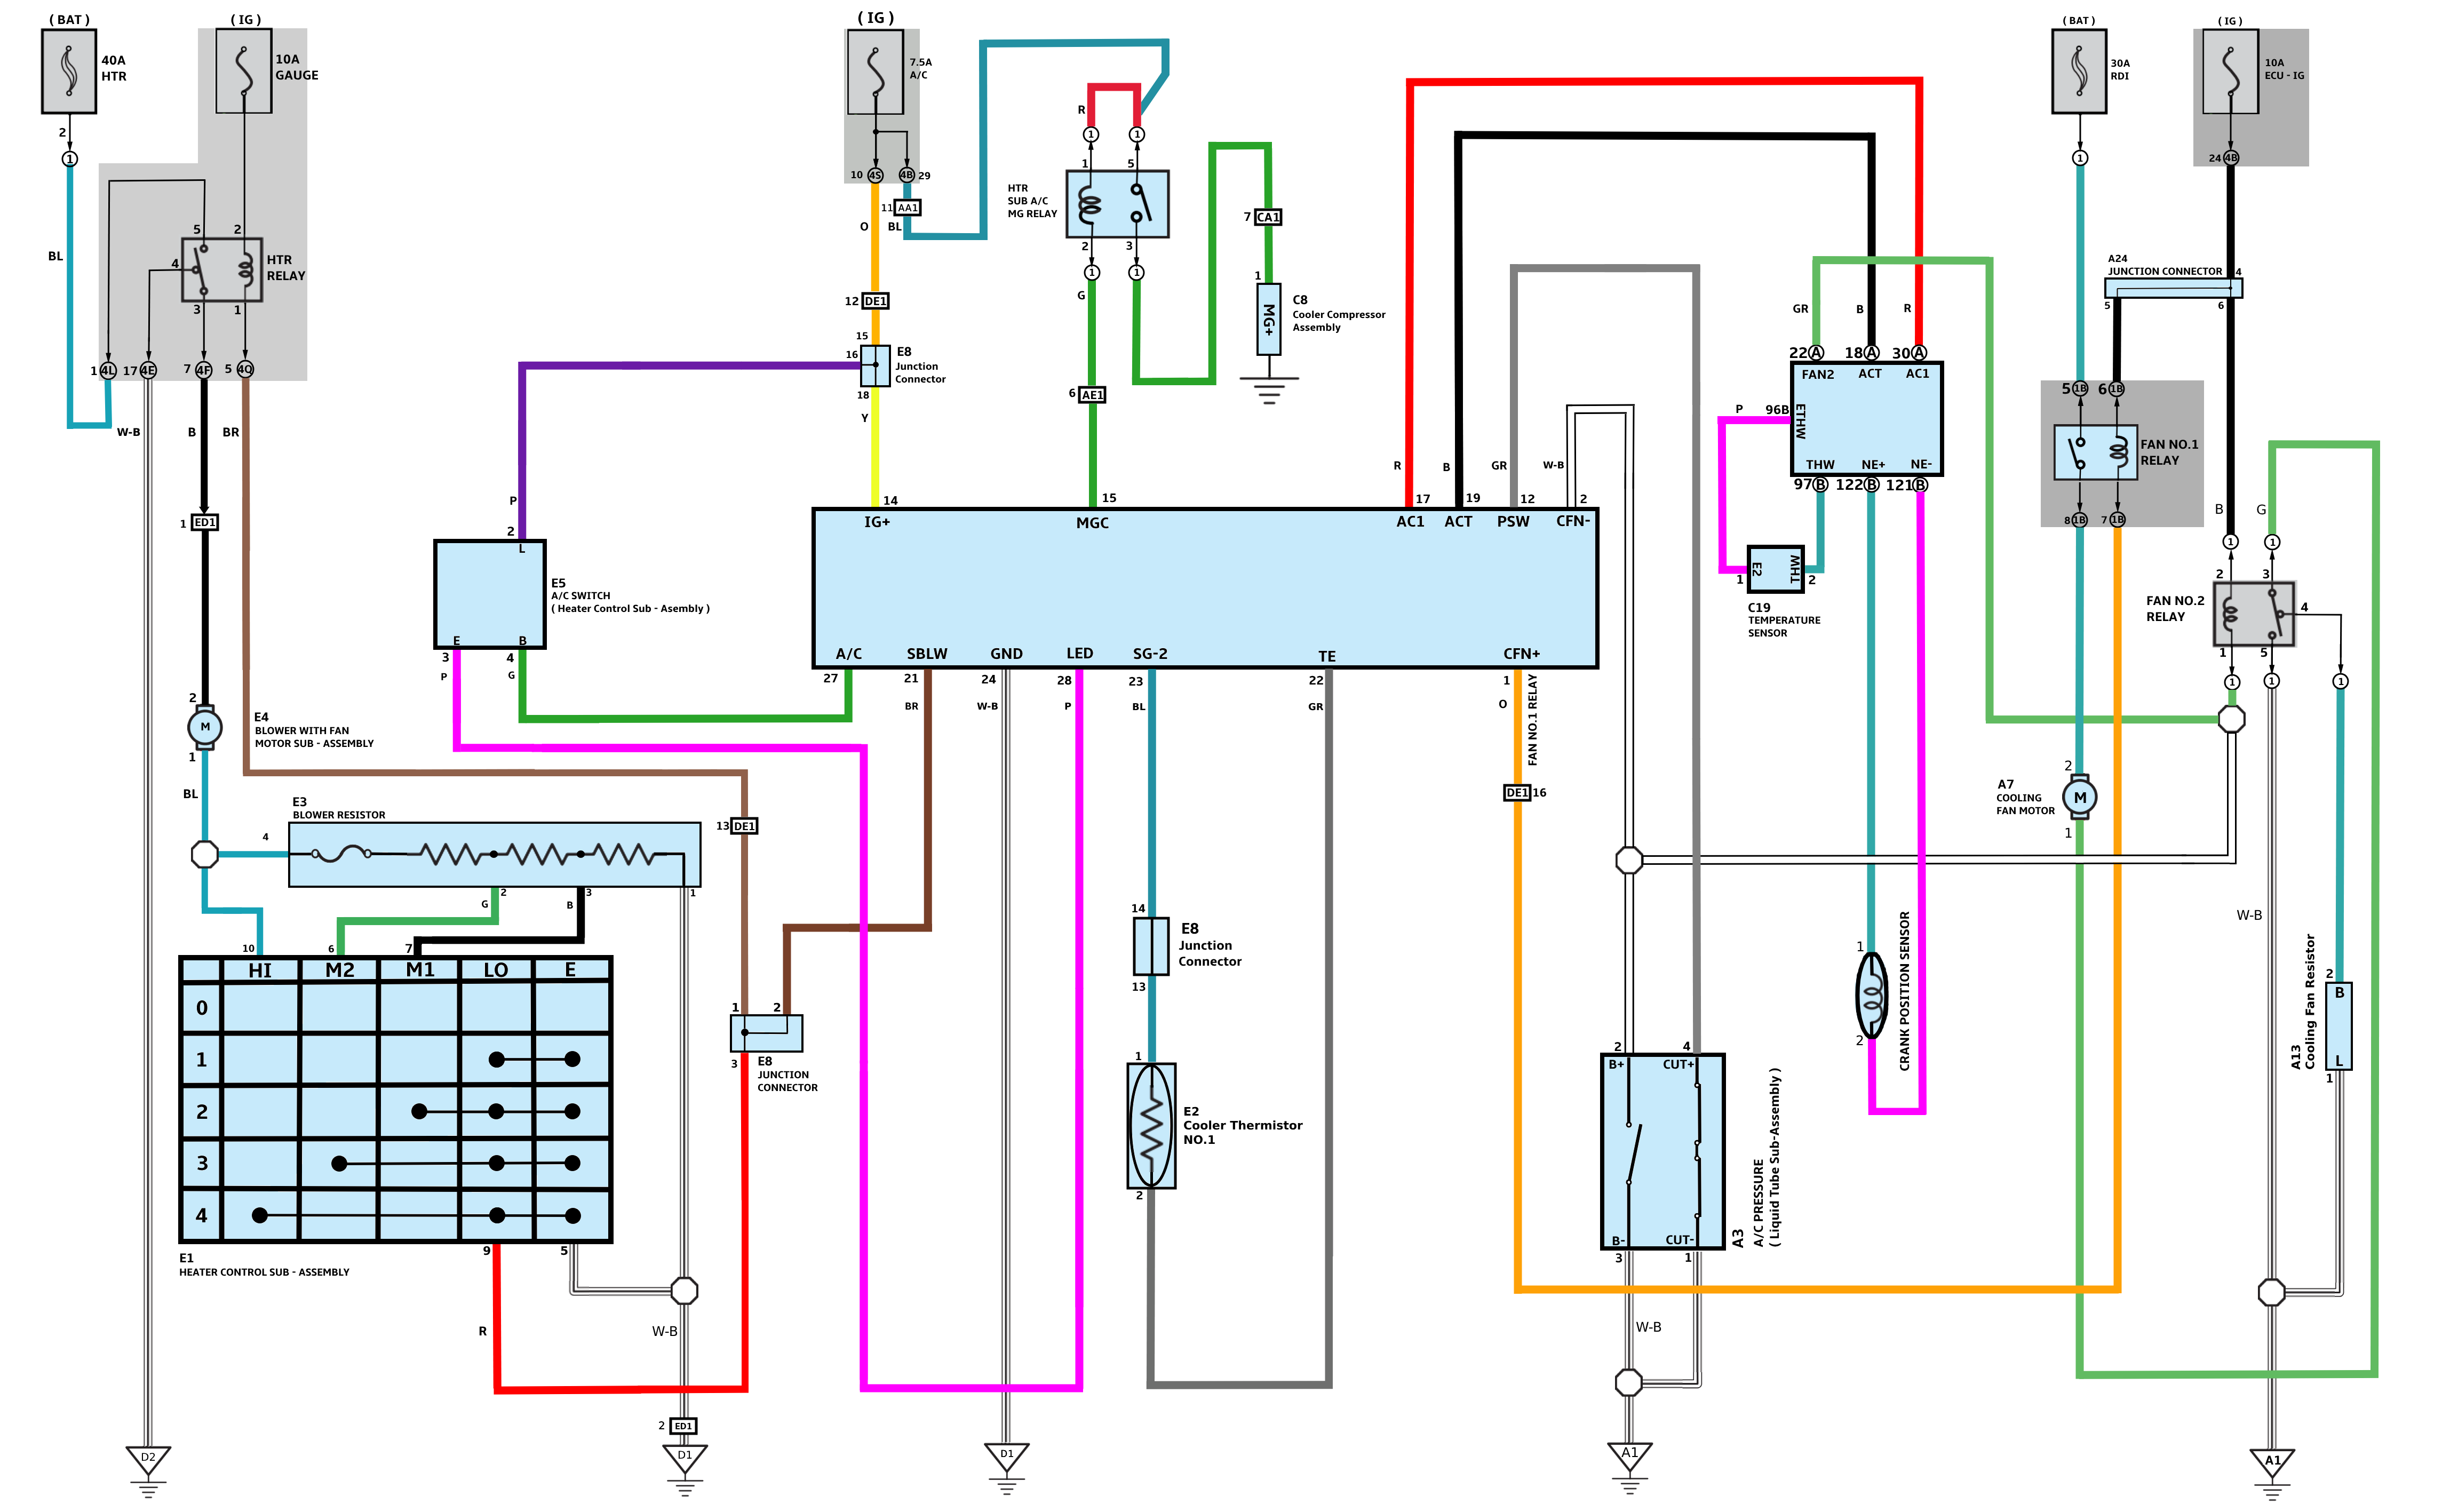 ( BAT )
40A
HTR
2
1
BL
( IG )
10A
GAUGE
5
2
4
HTR
RELAY
3
1
1 4L
17 4E
7 4F
5 4Q
W-B
B
BR
1 ED1
2
M
1
E4
BLOWER WITH FAN
MOTOR SUB - ASSEMBLY
BL
E3
BLOWER RESISTOR
4
2
3
1
G
B
10
6
7
HI M2 M1 LO E
0
1
2
3
4
9
5
E1
HEATER CONTROL SUB - ASSEMBLY
R
W-B
2 ED1
D2
D1
13 DE1
1
2
3
E8
JUNCTION
CONNECTOR
( IG )
7.5A
A/C
10 4S
4B 29
11 AA1
O
BL
12 DE1
15
16
18
E8
Junction
Connector
Y
P
2
L
E5
A/C SWITCH
( Heater Control Sub - Asembly )
E
B
3
4
P
G
R
1
1
1
5
HTR
SUB A/C
MG RELAY
2
3
1
1
G
6 AE1
7 CA1
1
MG+
C8
Cooler Compressor
Assembly
14
15
17
19
12
2
R
B
GR
W-B
IG+
MGC
AC1
ACT
PSW
CFN-
A/C
SBLW
GND
LED
SG-2
TE
CFN+
27
21
24
28
23
22
1
BR
W-B
P
BL
GR
O
FAN NO.1 RELAY
DE1 16
14
E8
Junction
Connector
13
1
E2
Cooler Thermistor
NO.1
2
D1
GR
B
R
22 A
18 A
30 A
FAN2
ACT
AC1
P
96B
ETHW
THW
NE+
NE-
97 B
122 B
121 B
E2
THW
1
2
C19
TEMPERATURE
SENSOR
1
2
CRANK POSITION SENSOR
2
4
B+
CUT+
B-
CUT-
3
1
A3
A/C PRESSURE
( Liquid Tube Sub-Assembly )
W-B
A1
( BAT )
30A
RDI
1
( IG )
10A
ECU - IG
24 4B
A24
JUNCTION CONNECTOR
4
5
6
5 1B
6 1B
FAN NO.1
RELAY
8 1B
7 1B
B
G
1
1
2
3
FAN NO.2
RELAY
4
1
5
1
1
1
2
M
1
A7
COOLING
FAN MOTOR
W-B
2
B
L
1
A13
Cooling Fan Resistor
A1